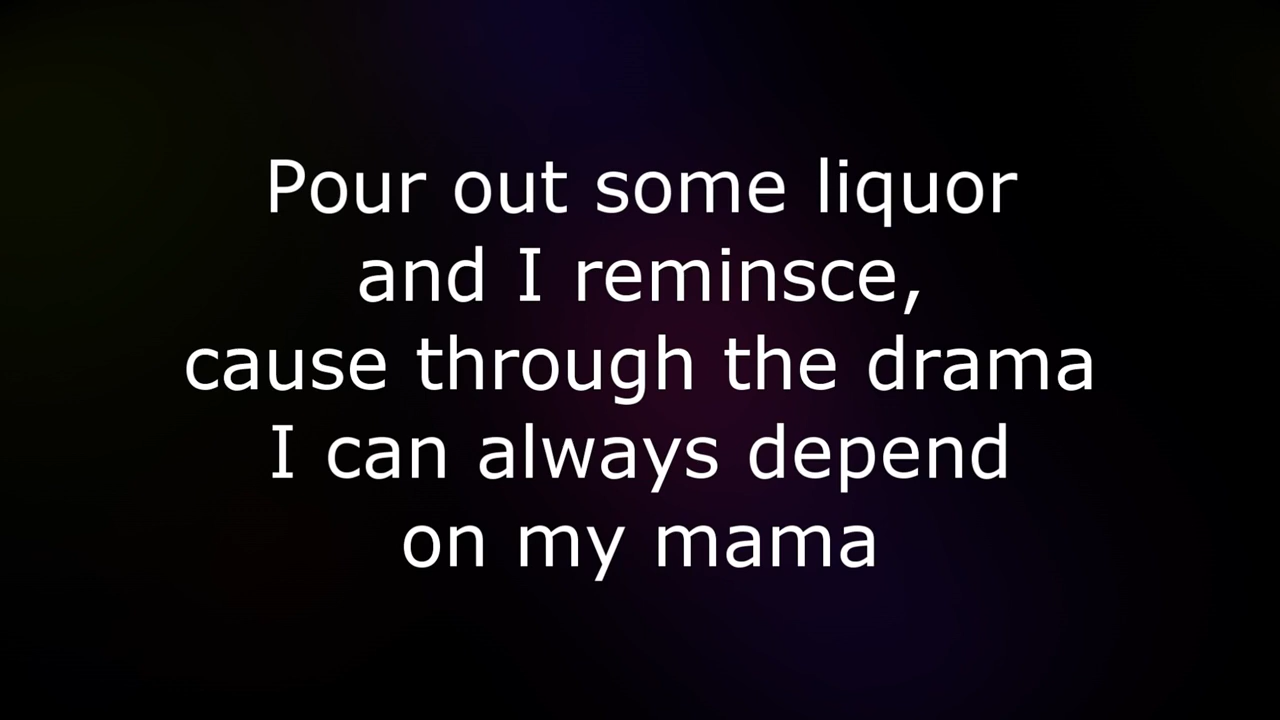 Pour out some liquor
and I reminsce,
cause through the drama
I can always depend
on my mama